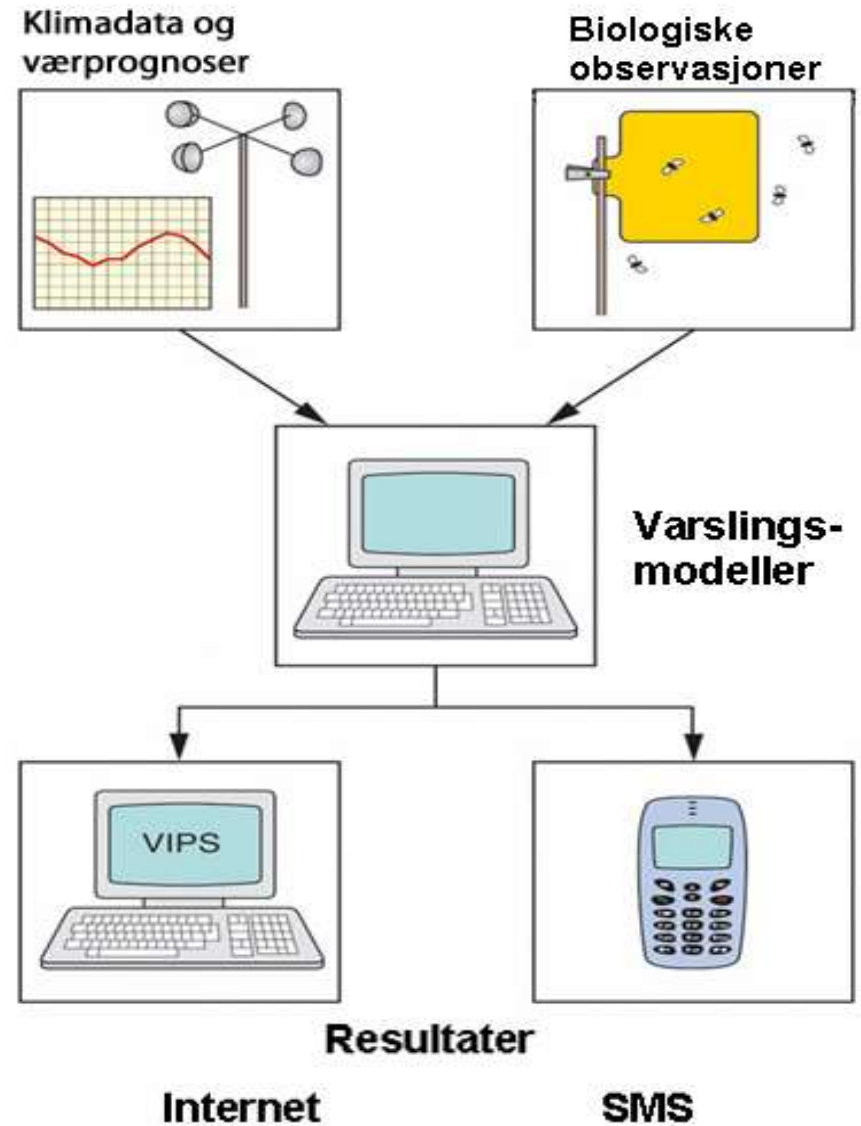 Klimadata og
værprognoser
Biologiske
observasjoner
Varslings-
modeller
VIPS
Resultater
Internet
SMS